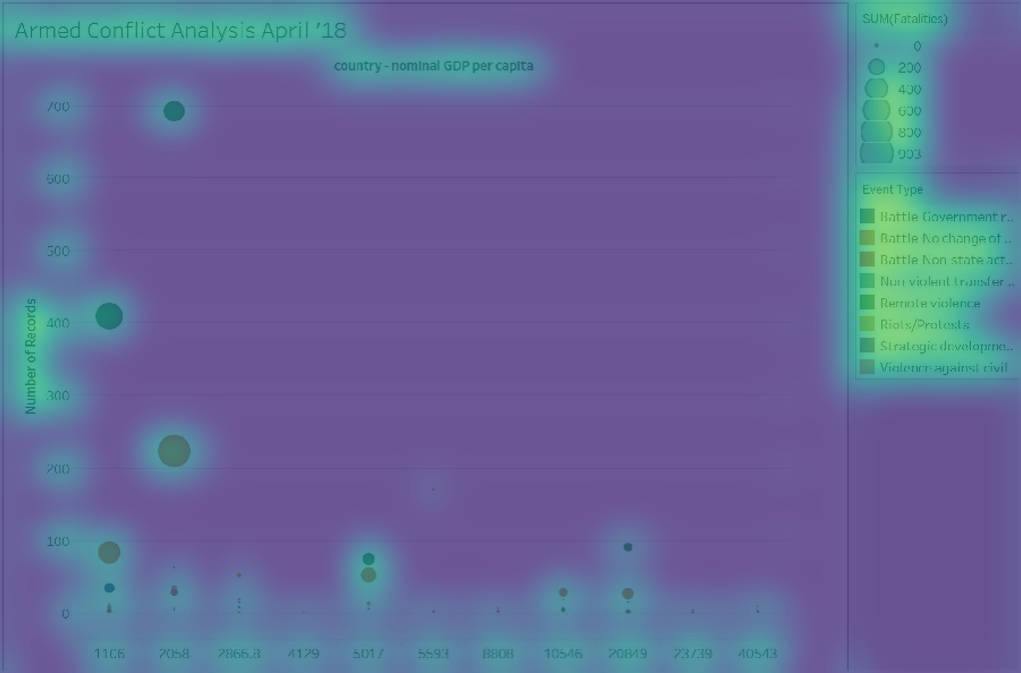 Armed Conflict Analysis April '18
country - nominal GDP per capita
Number of Records
700
600
500
400
300
200
100
0
1106 2058 2866.8 4129 5017 5593 8808 10546 20849 23739 40543
SUM(Fatalities)
0
200
400
600
800
903
Event Type
Battle Government r..
Battle No change of ..
Battle Non state act..
Non violent transfer ..
Remote violence
Riots/Protests
Strategic developme..
Violence against civil..